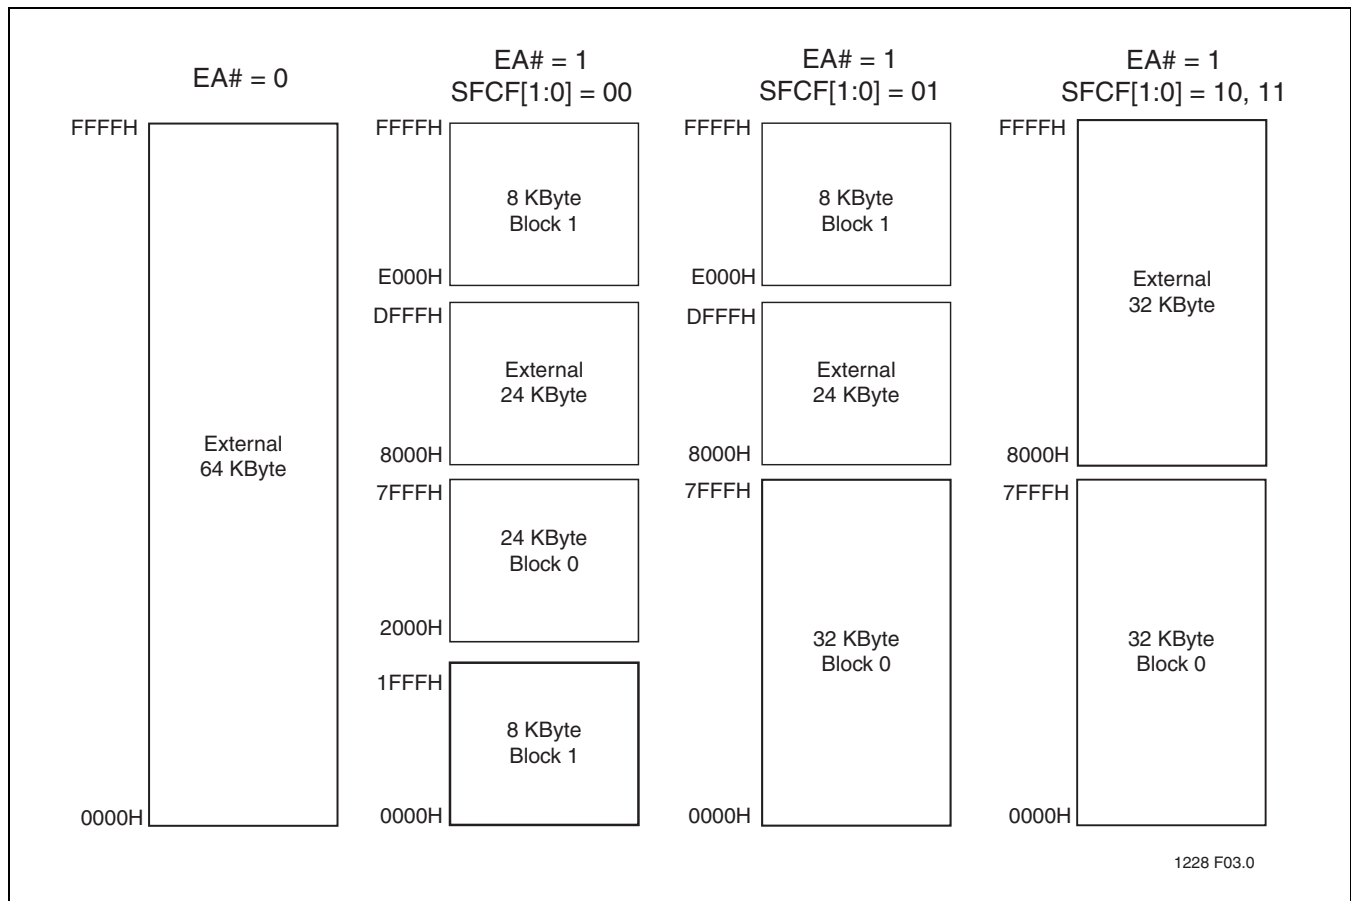 EA# = 0
FFFFH
External
64 KByte
0000H
EA# = 1
SFCF[1:0] = 00
FFFFH
8 KByte
Block 1
E000H
DFFFH
External
24 KByte
8000H
7FFFH
24 KByte
Block 0
2000H
1FFFH
8 KByte
Block 1
0000H
EA# = 1
SFCF[1:0] = 01
FFFFH
8 KByte
Block 1
E000H
DFFFH
External
24 KByte
8000H
7FFFH
32 KByte
Block 0
0000H
EA# = 1
SFCF[1:0] = 10, 11
FFFFH
External
32 KByte
8000H
7FFFH
32 KByte
Block 0
0000H
1228 F03.0